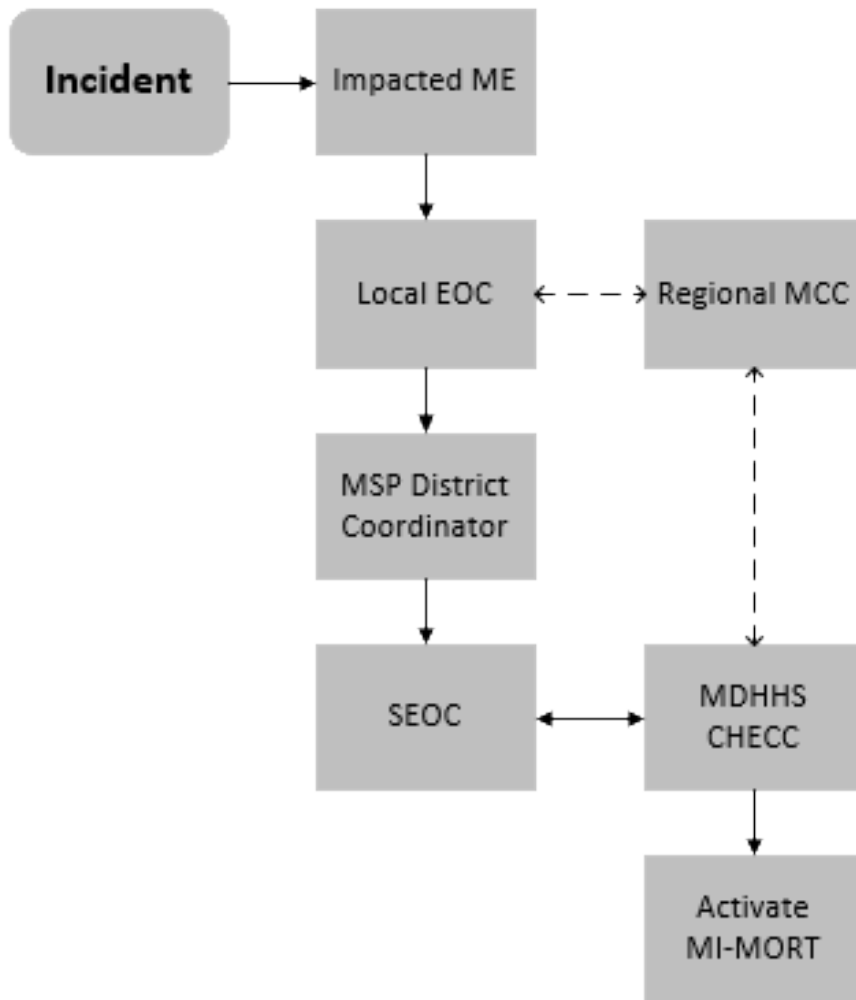 Incident
Impacted ME
Local EOC
Regional MCC
MSP District
Coordinator
SEOC
MDHHS
CHECC
Activate
MI-MORT